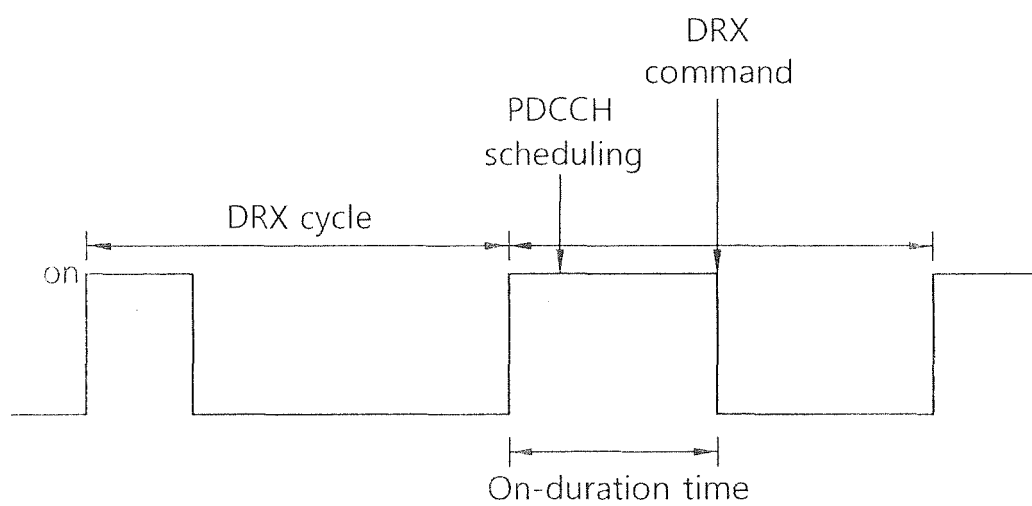 DRX
command
PDCCH
scheduling
DRX cycle
on
On-duration time